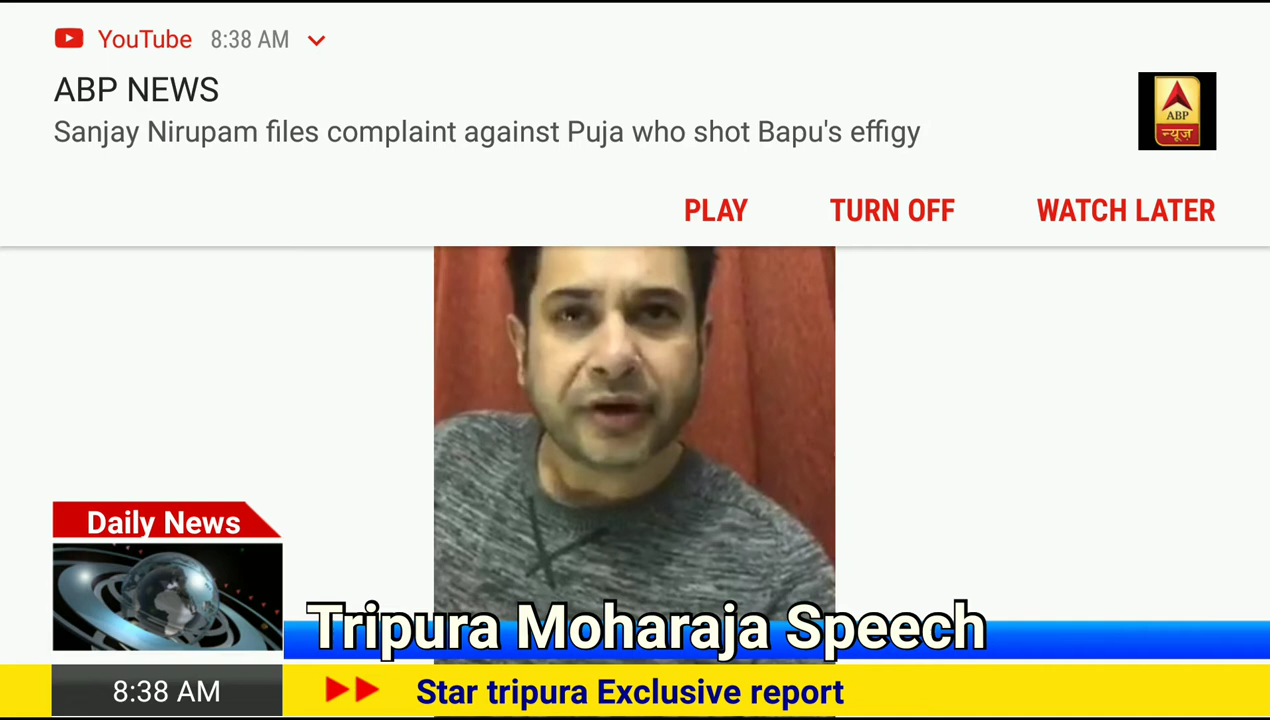 YouTube 8:38 AM
ABP NEWS
Sanjay Nirupam files complaint against Puja who shot Bapu's effigy
ABP
न्यूज़
PLAY TURN OFF WATCH LATER
Daily News
Tripura Moharaja Speech
8:38 AM Star tripura Exclusive report